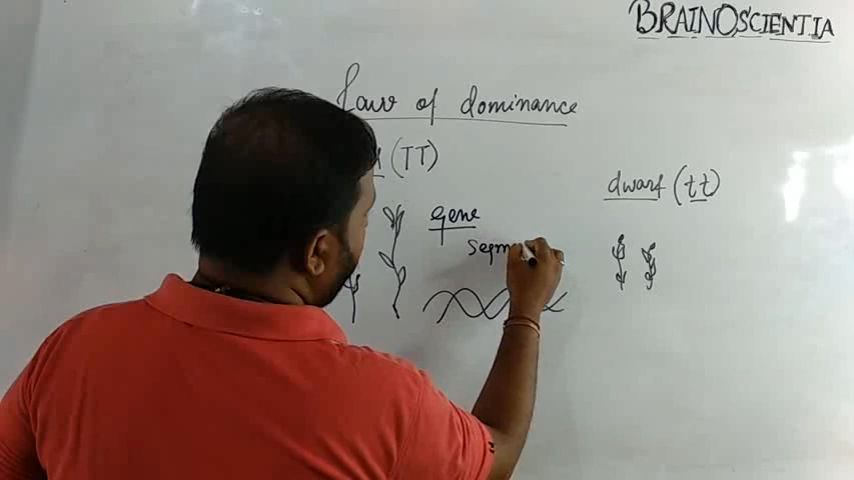 BRAINOSCIENTIA
Law of dominance
(TT)
dwarf (tt)
gene